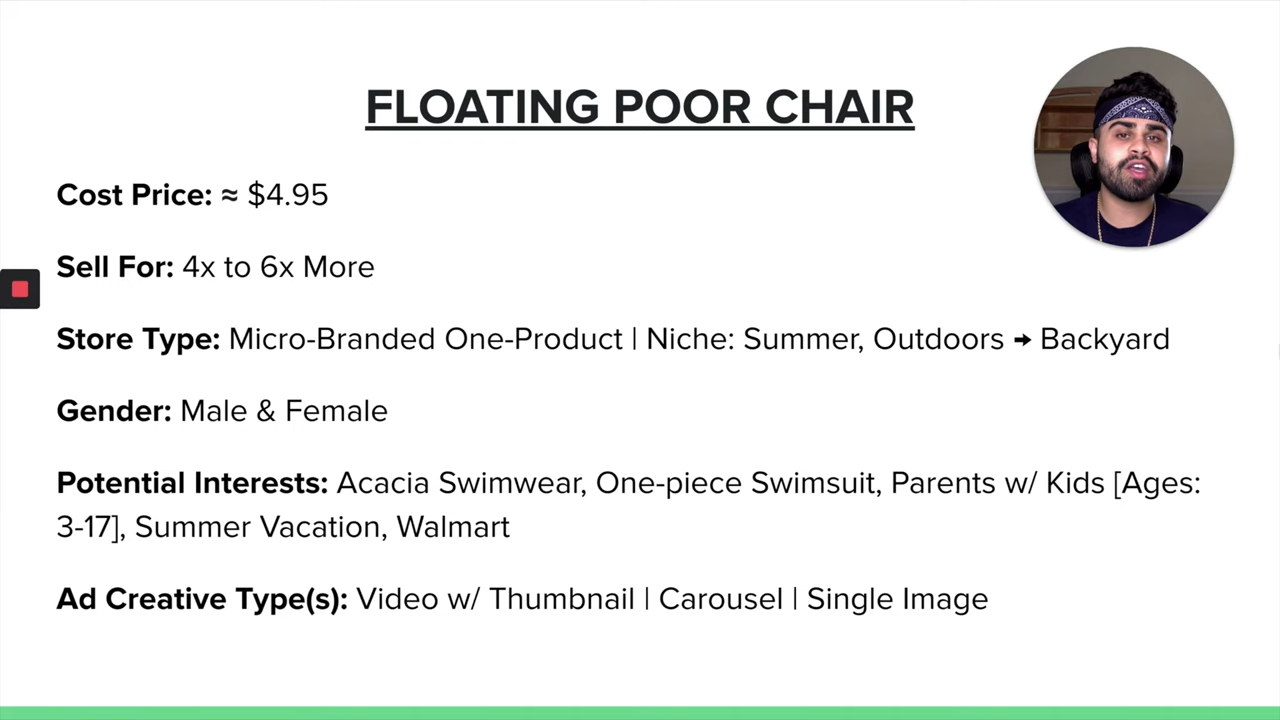 FLOATING POOR CHAIR
Cost Price: ≈ $4.95
Sell For: 4x to 6x More
Store Type: Micro-Branded One-Product | Niche: Summer, Outdoors → Backyard
Gender: Male & Female
Potential Interests: Acacia Swimwear, One-piece Swimsuit, Parents w/ Kids [Ages:
3-17], Summer Vacation, Walmart
Ad Creative Type(s): Video w/ Thumbnail | Carousel | Single Image